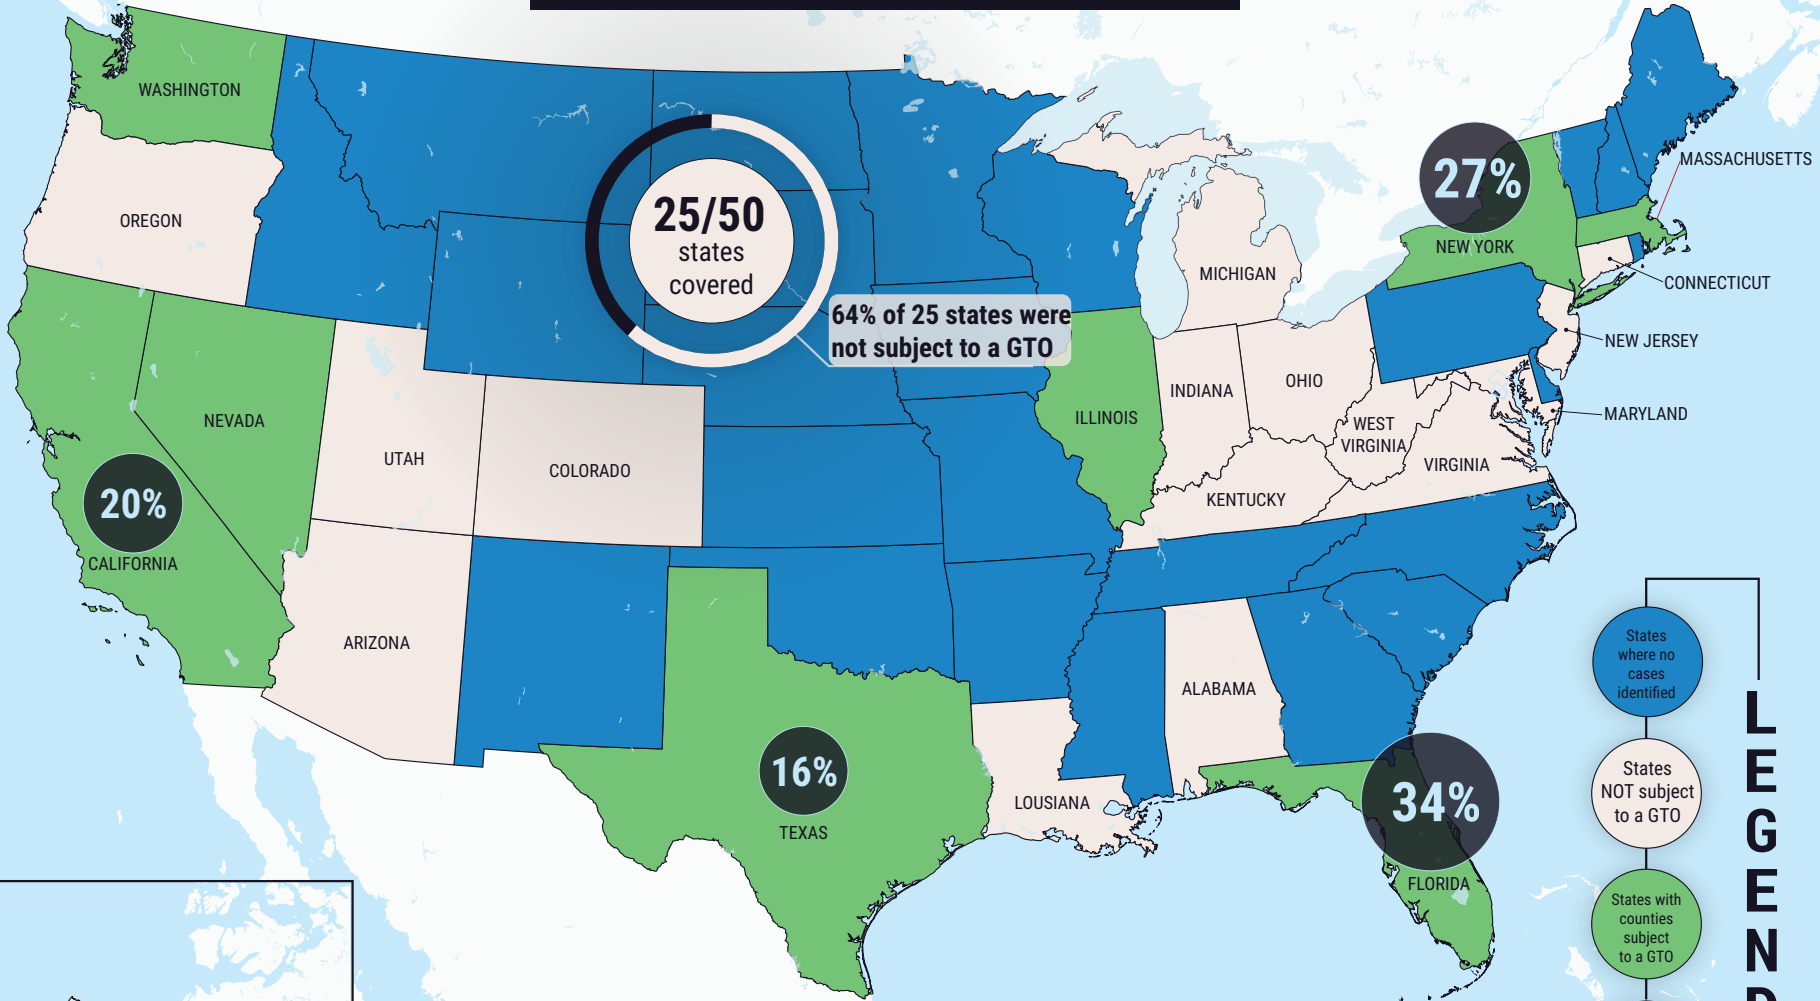 WASHINGTON
OREGON
25/50
states
covered
64% of 25 states were
not subject to a GTO
27%
MASSACHUSETTS
NEW YORK
CONNECTICUT
MICHIGAN
NEW JERSEY
NEVADA
UTAH
COLORADO
ILLINOIS
INDIANA
OHIO
WEST
VIRGINIA
VIRGINIA
MARYLAND
KENTUCKY
20%
CALIFORNIA
ARIZONA
ALABAMA
16%
TEXAS
LOUSIANA
34%
FLORIDA
States
where no
cases
identified
States
NOT subject
to a GTO
States with
counties
subject
to a GTO
L
E
G
E
N
D